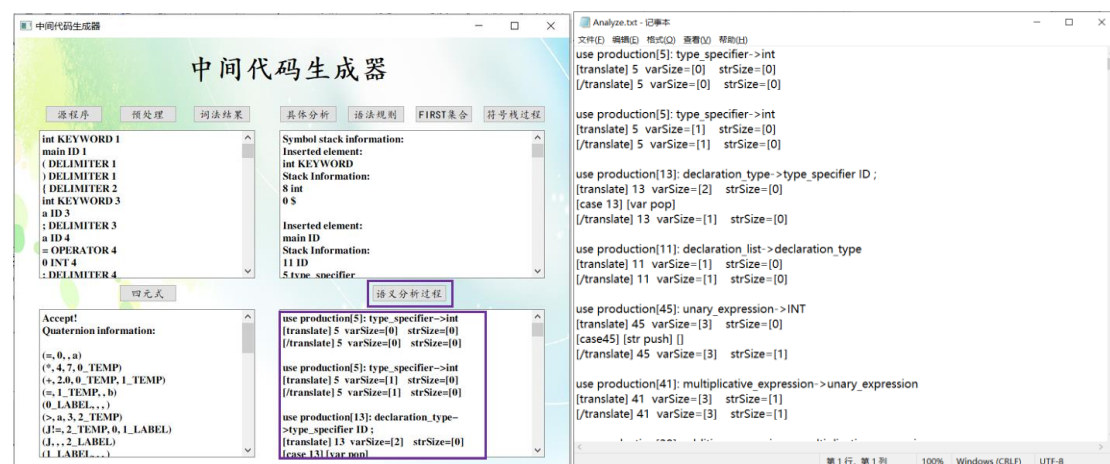 中间代码生成器
中间代码生成器
源程序 预处理 词法结果 具体分析 语法规则 FIRST集合 符号栈过程
int KEYWORD 1
main ID 1
( DELIMITER 1
) DELIMITER 1
{ DELIMITER 2
int KEYWORD 3
a ID 3
; DELIMITER 3
a ID 4
= OPERATOR 4
0 INT 4
; DELIMITER 4
Symbol stack information:
Inserted element:
int KEYWORD
Stack Information:
8 int
0 $
Inserted element:
main ID
Stack Information:
11 ID
5 type_specifier
四元式 语义分析过程
Accept!
Quaternion information:
(=, 0, , a)
(*, 4, 7, 0_TEMP)
(+, 2.0, 0_TEMP, 1_TEMP)
(=, 1_TEMP, , b)
(0_LABEL, , , )
(>, a, 3, 2_TEMP)
(J!=, 2_TEMP, 0, 1_LABEL)
(J, , , 2_LABEL)
(1_LABEL, , , )
use production[5]: type_specifier->int
[translate] 5 varSize=[0] strSize=[0]
[/translate] 5 varSize=[0] strSize=[0]
use production[5]: type_specifier->int
[translate] 5 varSize=[1] strSize=[0]
[/translate] 5 varSize=[1] strSize=[0]
use production[13]: declaration_type-
>type_specifier ID ;
[translate] 13 varSize=[2] strSize=[0]
[case 13] [var pop]
Analyze.txt - 记事本
文件(F) 编辑(E) 格式(O) 查看(V) 帮助(H)
use production[5]: type_specifier->int
[translate] 5 varSize=[0] strSize=[0]
[/translate] 5 varSize=[0] strSize=[0]
use production[5]: type_specifier->int
[translate] 5 varSize=[1] strSize=[0]
[/translate] 5 varSize=[1] strSize=[0]
use production[13]: declaration_type->type_specifier ID ;
[translate] 13 varSize=[2] strSize=[0]
[case 13] [var pop]
[/translate] 13 varSize=[1] strSize=[0]
use production[11]: declaration_list->declaration_type
[translate] 11 varSize=[1] strSize=[0]
[/translate] 11 varSize=[1] strSize=[0]
use production[45]: unary_expression->INT
[translate] 45 varSize=[3] strSize=[0]
[case45] [str push] []
[/translate] 45 varSize=[3] strSize=[1]
use production[41]: multiplicative_expression->unary_expression
[translate] 41 varSize=[3] strSize=[1]
[/translate] 41 varSize=[3] strSize=[1]
第 1 行，第 1 列 100% Windows (CRLF) UTF-8